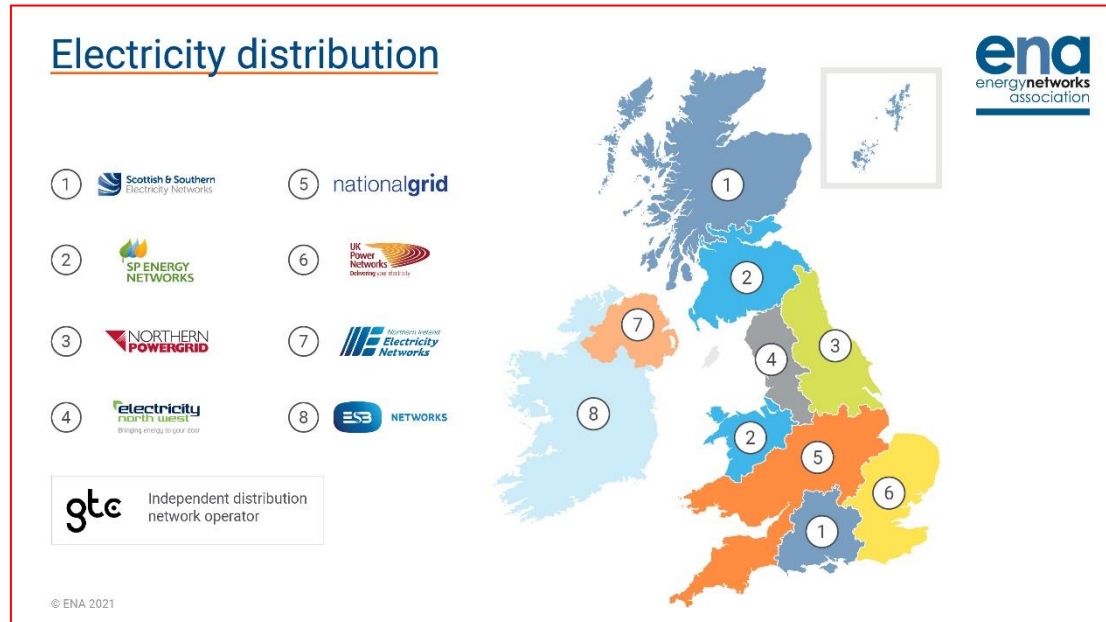 Electricity distribution
ena
energynetworks
association
1
Scottish & Southern
Electricity Networks
5
nationalgrid
2
SP ENERGY
NETWORKS
6
UK
Power
Networks
Delivering your electricity
3
NORTHERN
POWERGRID
7
Northern Ireland
Electricity
Networks
4
electricity
north west
Bringing energy to your door
8
ESB NETWORKS
gtc
Independent distribution
network operator
1
2
7
4
3
8
2
5
6
1
© ENA 2021